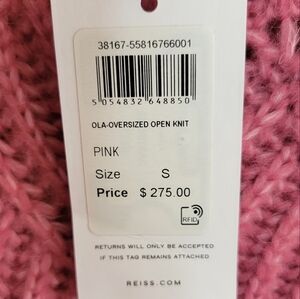 38167-55816766001
5 054832 648850
OLA-OVERSIZED OPEN KNIT
PINK
Size S
Price $ 275.00
RFID
RETURNS WILL ONLY BE ACCEPTED
IF THIS TAG REMAINS ATTACHED
REISS.COM